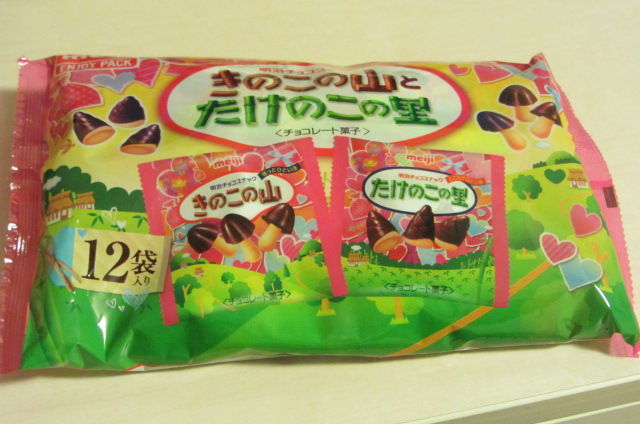 ENJOY PACK
明治チョコスナック
きのこの山と
たけのこの里
<チョコレート菓子>
meiji
明治チョコスナック
きのこの山
<チョコレート菓子>
meiji
明治チョコスナック
たけのこの里
<チョコレート菓子>
12袋
入り